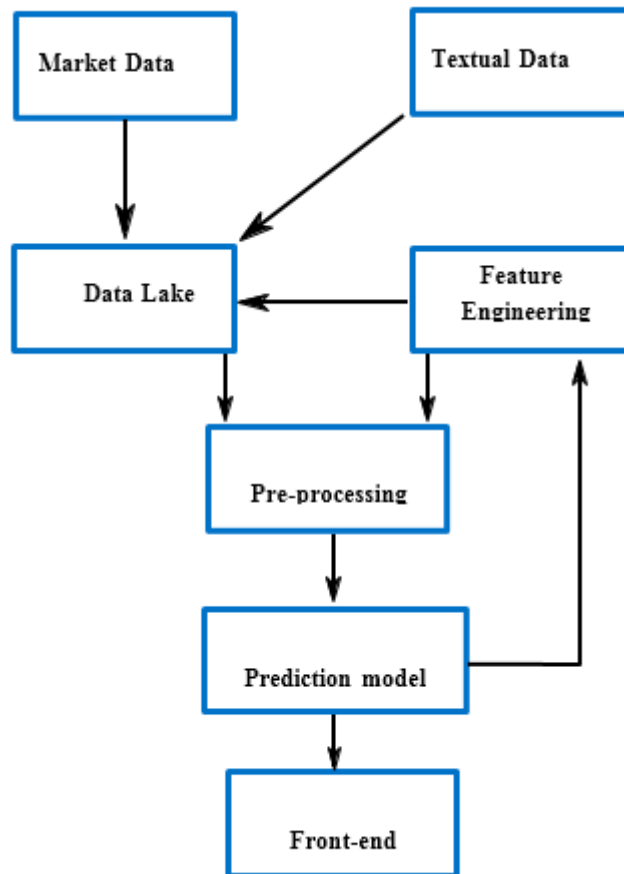 Market Data
Textual Data
Data Lake
Feature
Engineering
Pre-processing
Prediction model
Front-end